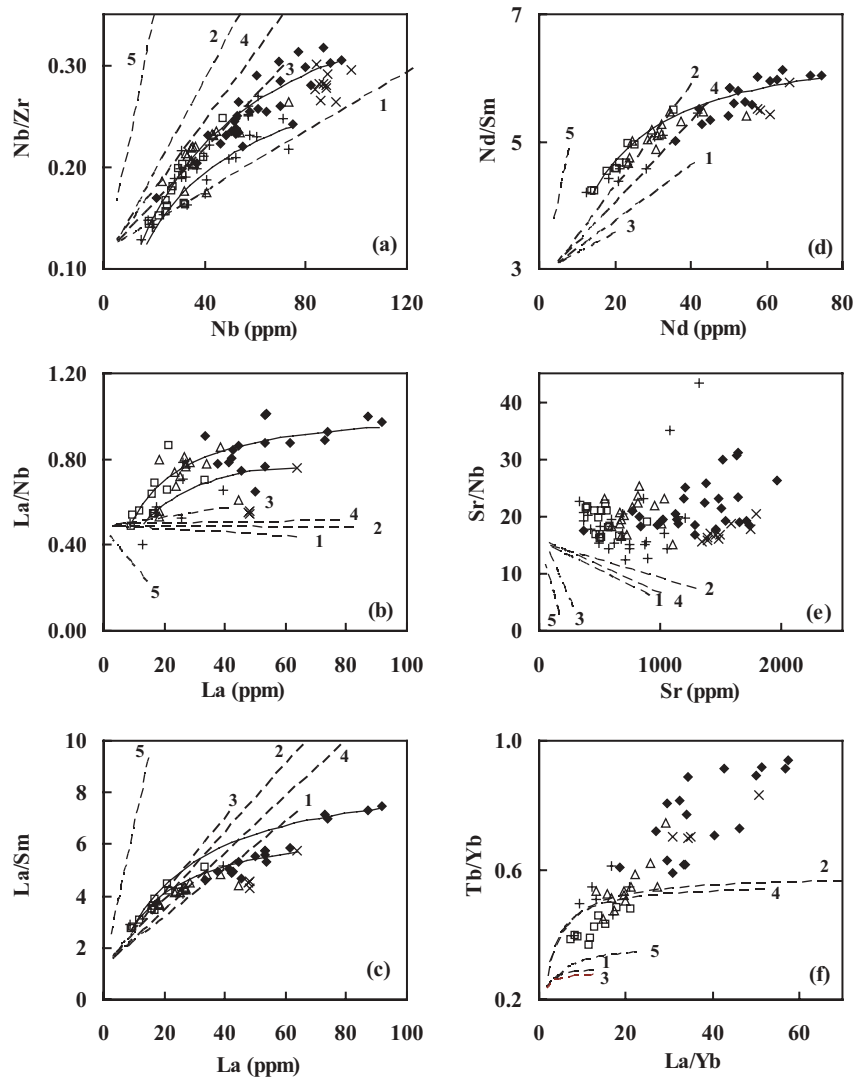 Nb/Zr
0.30
0.20
0.10
0 40 80 120
Nb (ppm)
5 2 4 3 1
(a)
Nd/Sm
7
5
3
0 20 40 60 80
Nd (ppm)
5 2 4 1 3
(d)
La/Nb
1.20
0.80
0.40
0.00
0 20 40 60 80 100
La (ppm)
3 4 2 1 5
(b)
Sr/Nb
40
30
20
10
0
0 1000 2000
Sr (ppm)
2 1 4 5 3
(e)
La/Sm
10
8
6
4
2
0
0 20 40 60 80 100
La (ppm)
5 2 3 4 1
(c)
Tb/Yb
1.0
0.6
0.2
0 20 40 60
La/Yb
2 4 5 1 3
(f)